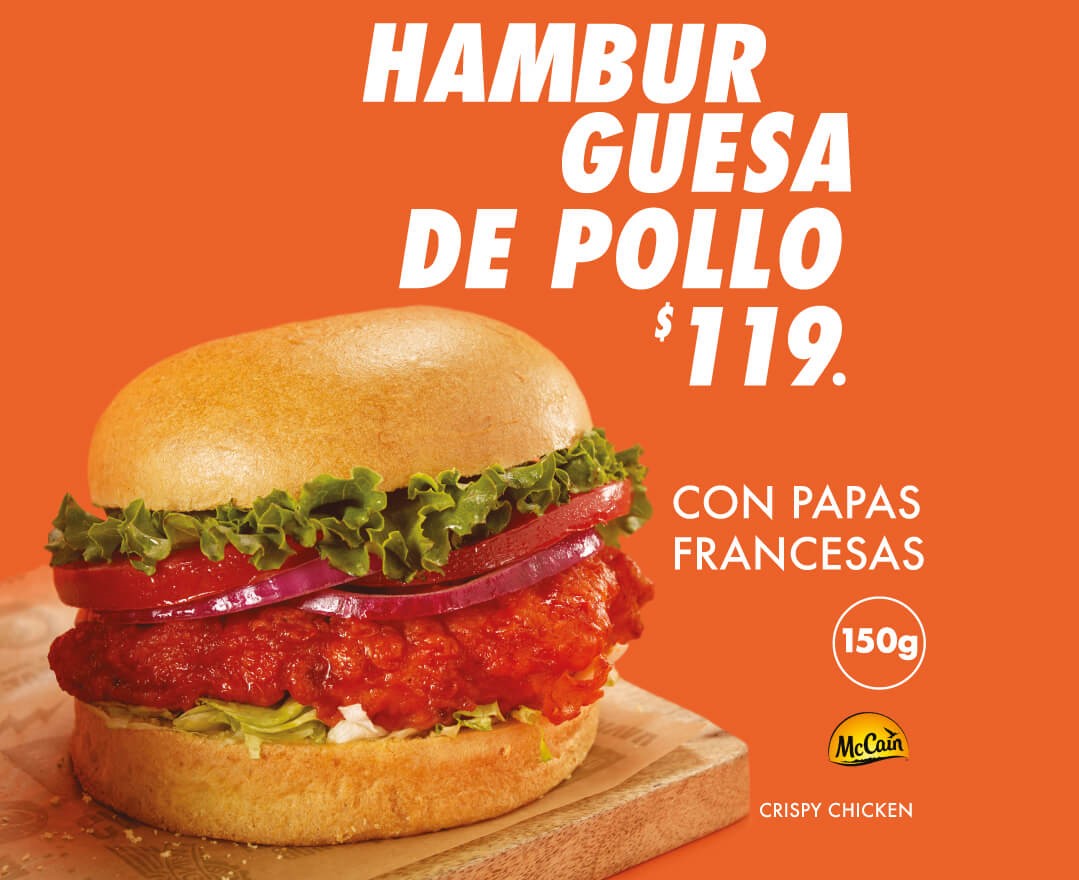 HAMBUR
GUESA
DE POLLO
$119.
CON PAPAS
FRANCESAS
150g
McCain
CRISPY CHICKEN